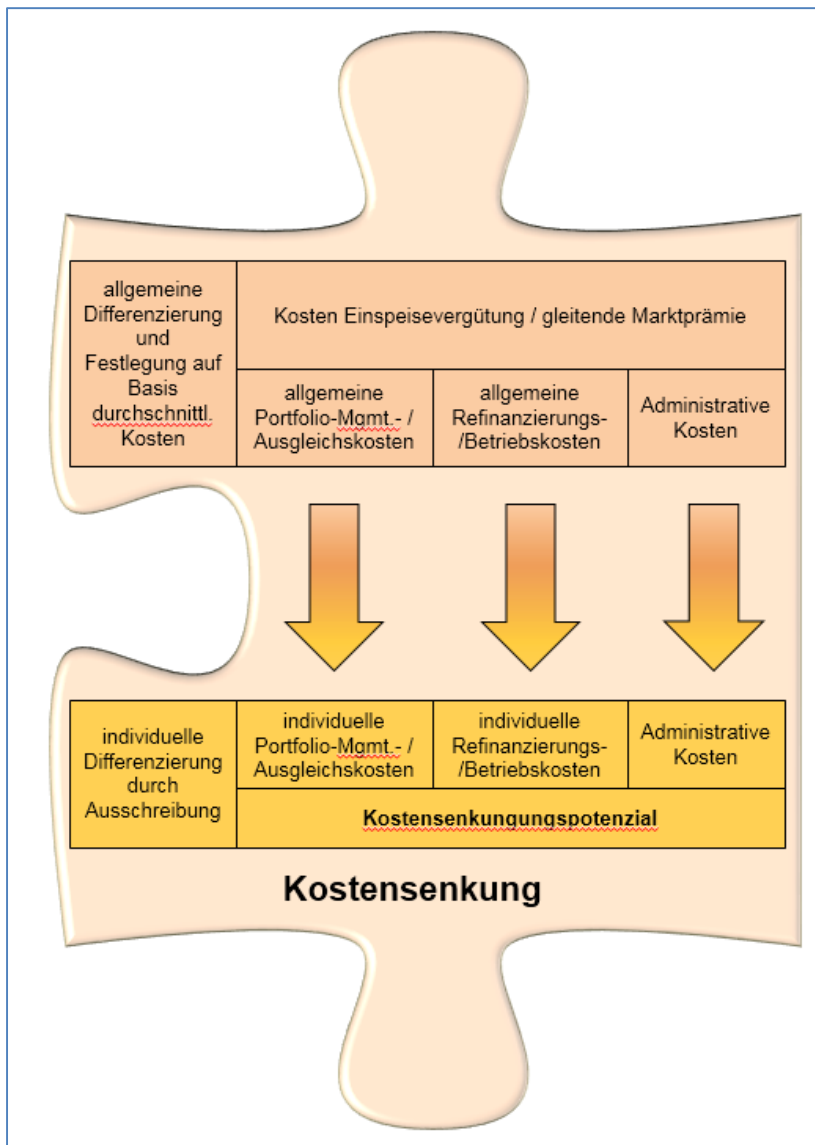 allgemeine
Differenzierung
und
Festlegung auf
Basis
durchschnittl.
Kosten
Kosten Einspeisevergütung / gleitende Marktprämie
allgemeine
Portfolio-Mgmt.- /
Ausgleichskosten
allgemeine
Refinanzierungs-
/Betriebskosten
Administrative
Kosten
individuelle
Differenzierung
durch
Ausschreibung
individuelle
Portfolio-Mgmt.- /
Ausgleichskosten
individuelle
Refinanzierungs-
/Betriebskosten
Administrative
Kosten
Kostensenkungungspotenzial
Kostensenkung